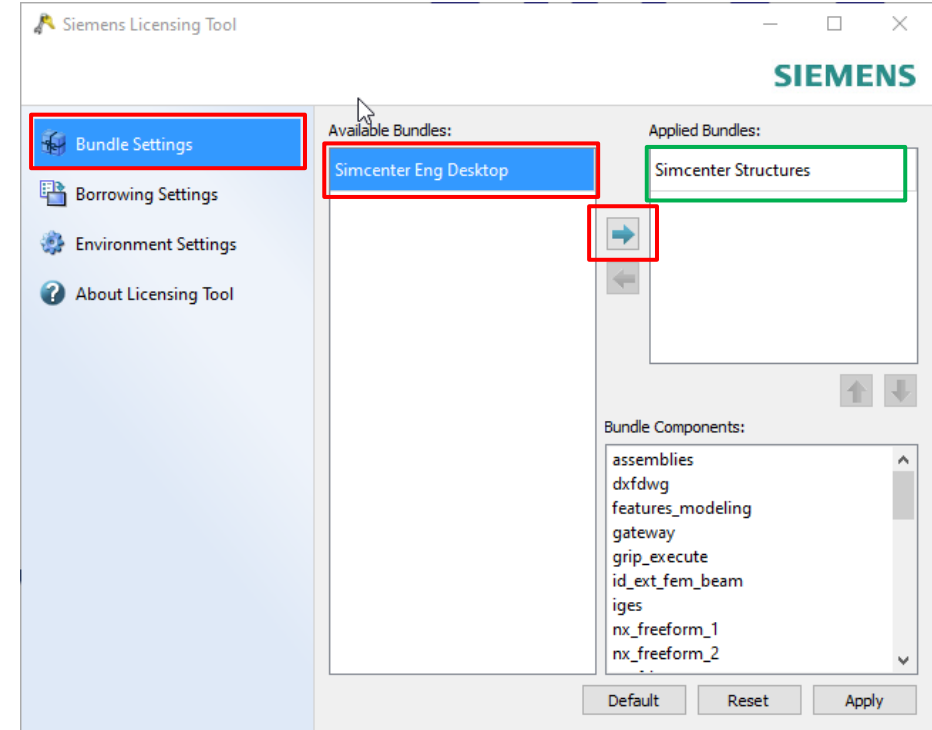 Siemens Licensing Tool
SIEMENS
Bundle Settings
Borrowing Settings
Environment Settings
About Licensing Tool
Available Bundles:
Simcenter Eng Desktop
Applied Bundles:
Simcenter Structures
Bundle Components:
assemblies
dxfdwg
features_modeling
gateway
grip_execute
id_ext_fem_beam
iges
nx_freeform_1
nx_freeform_2
Default
Reset
Apply